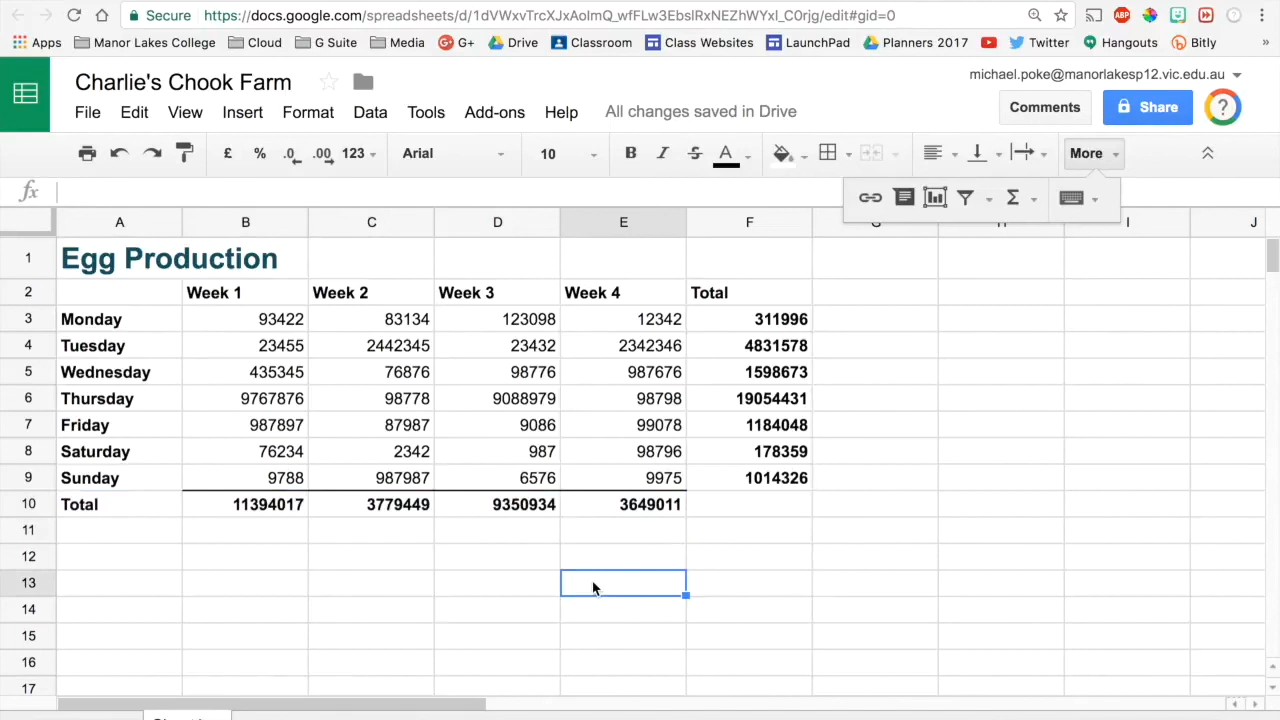 Secure https://docs.google.com/spreadsheets/d/1dVWxvTrcXJxAoImQ_wfFLw3EbslRxNEZhWYxl_C0rjg/edit#gid=0 ABP
Apps Manor Lakes College Cloud G Suite Media G+ Drive Classroom Class Websites LaunchPad Planners 2017 Twitter Hangouts Bitly »
Charlie's Chook Farm michael.poke@manorlakesp12.vic.edu.au
File Edit View Insert Format Data Tools Add-ons Help All changes saved in Drive Comments Share ?
£ % .0 .00 123 Arial 10 B I S A More
fx Σ
A B C D E F G H I J
1 Egg Production
2 Week 1 Week 2 Week 3 Week 4 Total
3 Monday 93422 83134 123098 12342 311996
4 Tuesday 23455 2442345 23432 2342346 4831578
5 Wednesday 435345 76876 98776 987676 1598673
6 Thursday 9767876 98778 9088979 98798 19054431
7 Friday 987897 87987 9086 99078 1184048
8 Saturday 76234 2342 987 98796 178359
9 Sunday 9788 987987 6576 9975 1014326
10 Total 11394017 3779449 9350934 3649011
11
12
13
14
15
16
17